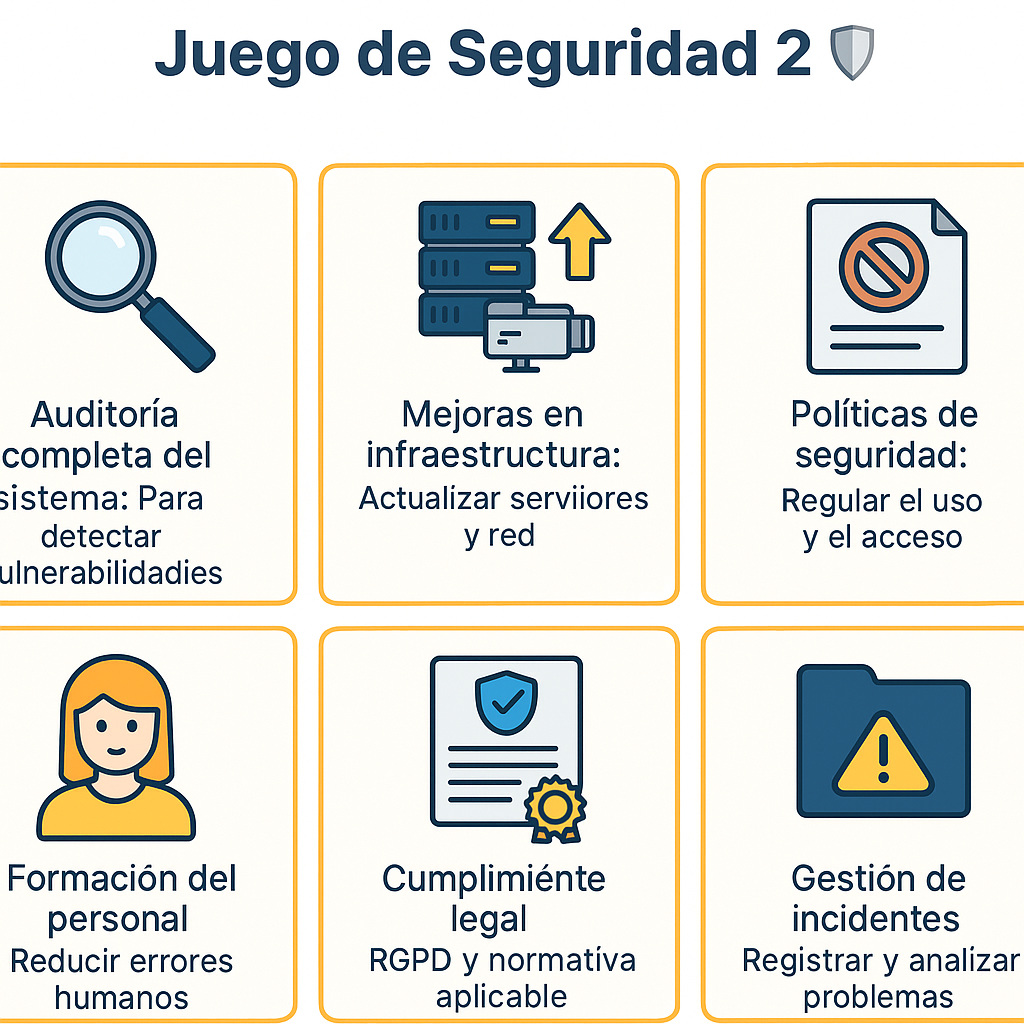 Juego de Seguridad 2
Auditoría
completa del
sistema: Para
detectar
ulnerabilidadies
Mejoras en
infraestructura:
Actualízar serviiores
y red
Políticas de
seguridad:
Regular el uso
y el acceso
Formación del
personal
Reducir errores
humanos
Cumplimiénte
legal
RGPD y normatíva
aplicable
Gestión de
incidentes
Registrar y analízar
problemas